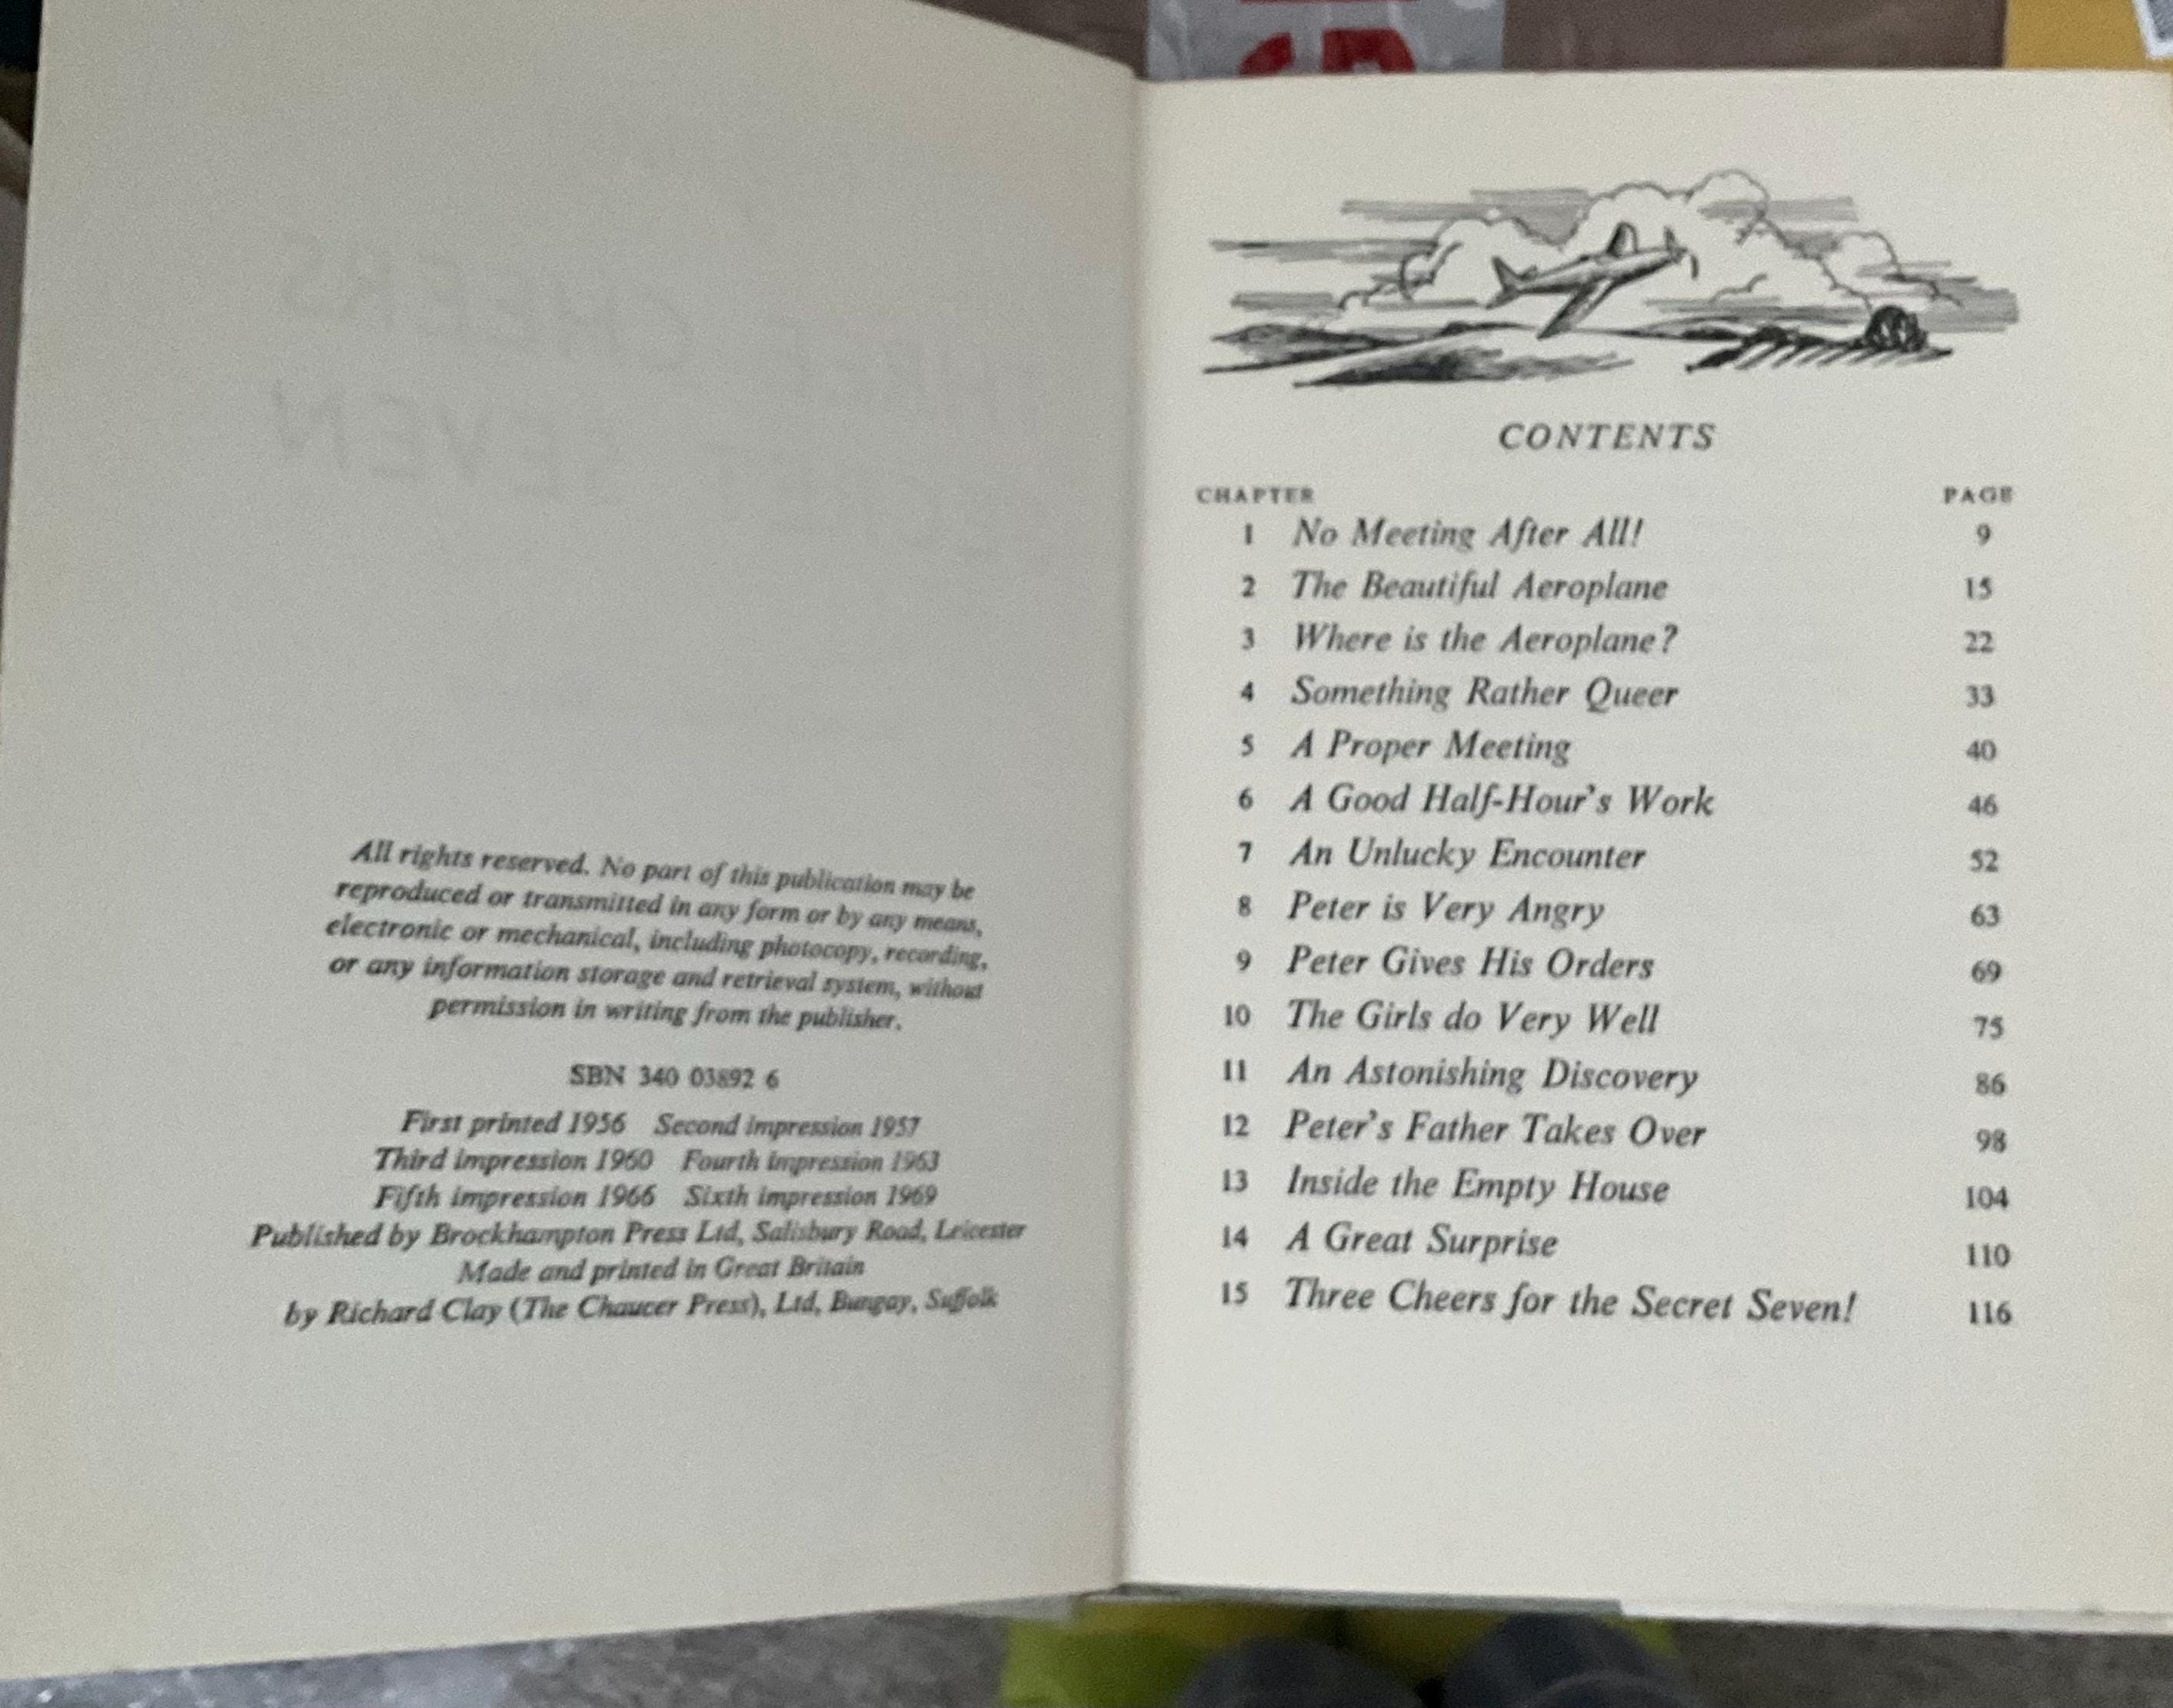 All rights reserved. No part of this publication may be
reproduced or transmitted in any form or by any means,
electronic or mechanical, including photocopy, recording,
or any information storage and retrieval system, without
permission in writing from the publisher.
SBN 340 03892 6
First printed 1956 Second impression 1957
Third impression 1960 Fourth impression 1963
Fifth impression 1966 Sixth impression 1969
Published by Brockhampton Press Ltd, Salisbury Road, Leicester
Made and printed in Great Britain
by Richard Clay (The Chaucer Press), Ltd, Bungay, Suffolk
CONTENTS
CHAPTER PAGE
1 No Meeting After All! 9
2 The Beautiful Aeroplane 15
3 Where is the Aeroplane? 22
4 Something Rather Queer 33
5 A Proper Meeting 40
6 A Good Half-Hour's Work 46
7 An Unlucky Encounter 52
8 Peter is Very Angry 63
9 Peter Gives His Orders 69
10 The Girls do Very Well 75
11 An Astonishing Discovery 86
12 Peter's Father Takes Over 98
13 Inside the Empty House 104
14 A Great Surprise 110
15 Three Cheers for the Secret Seven! 116